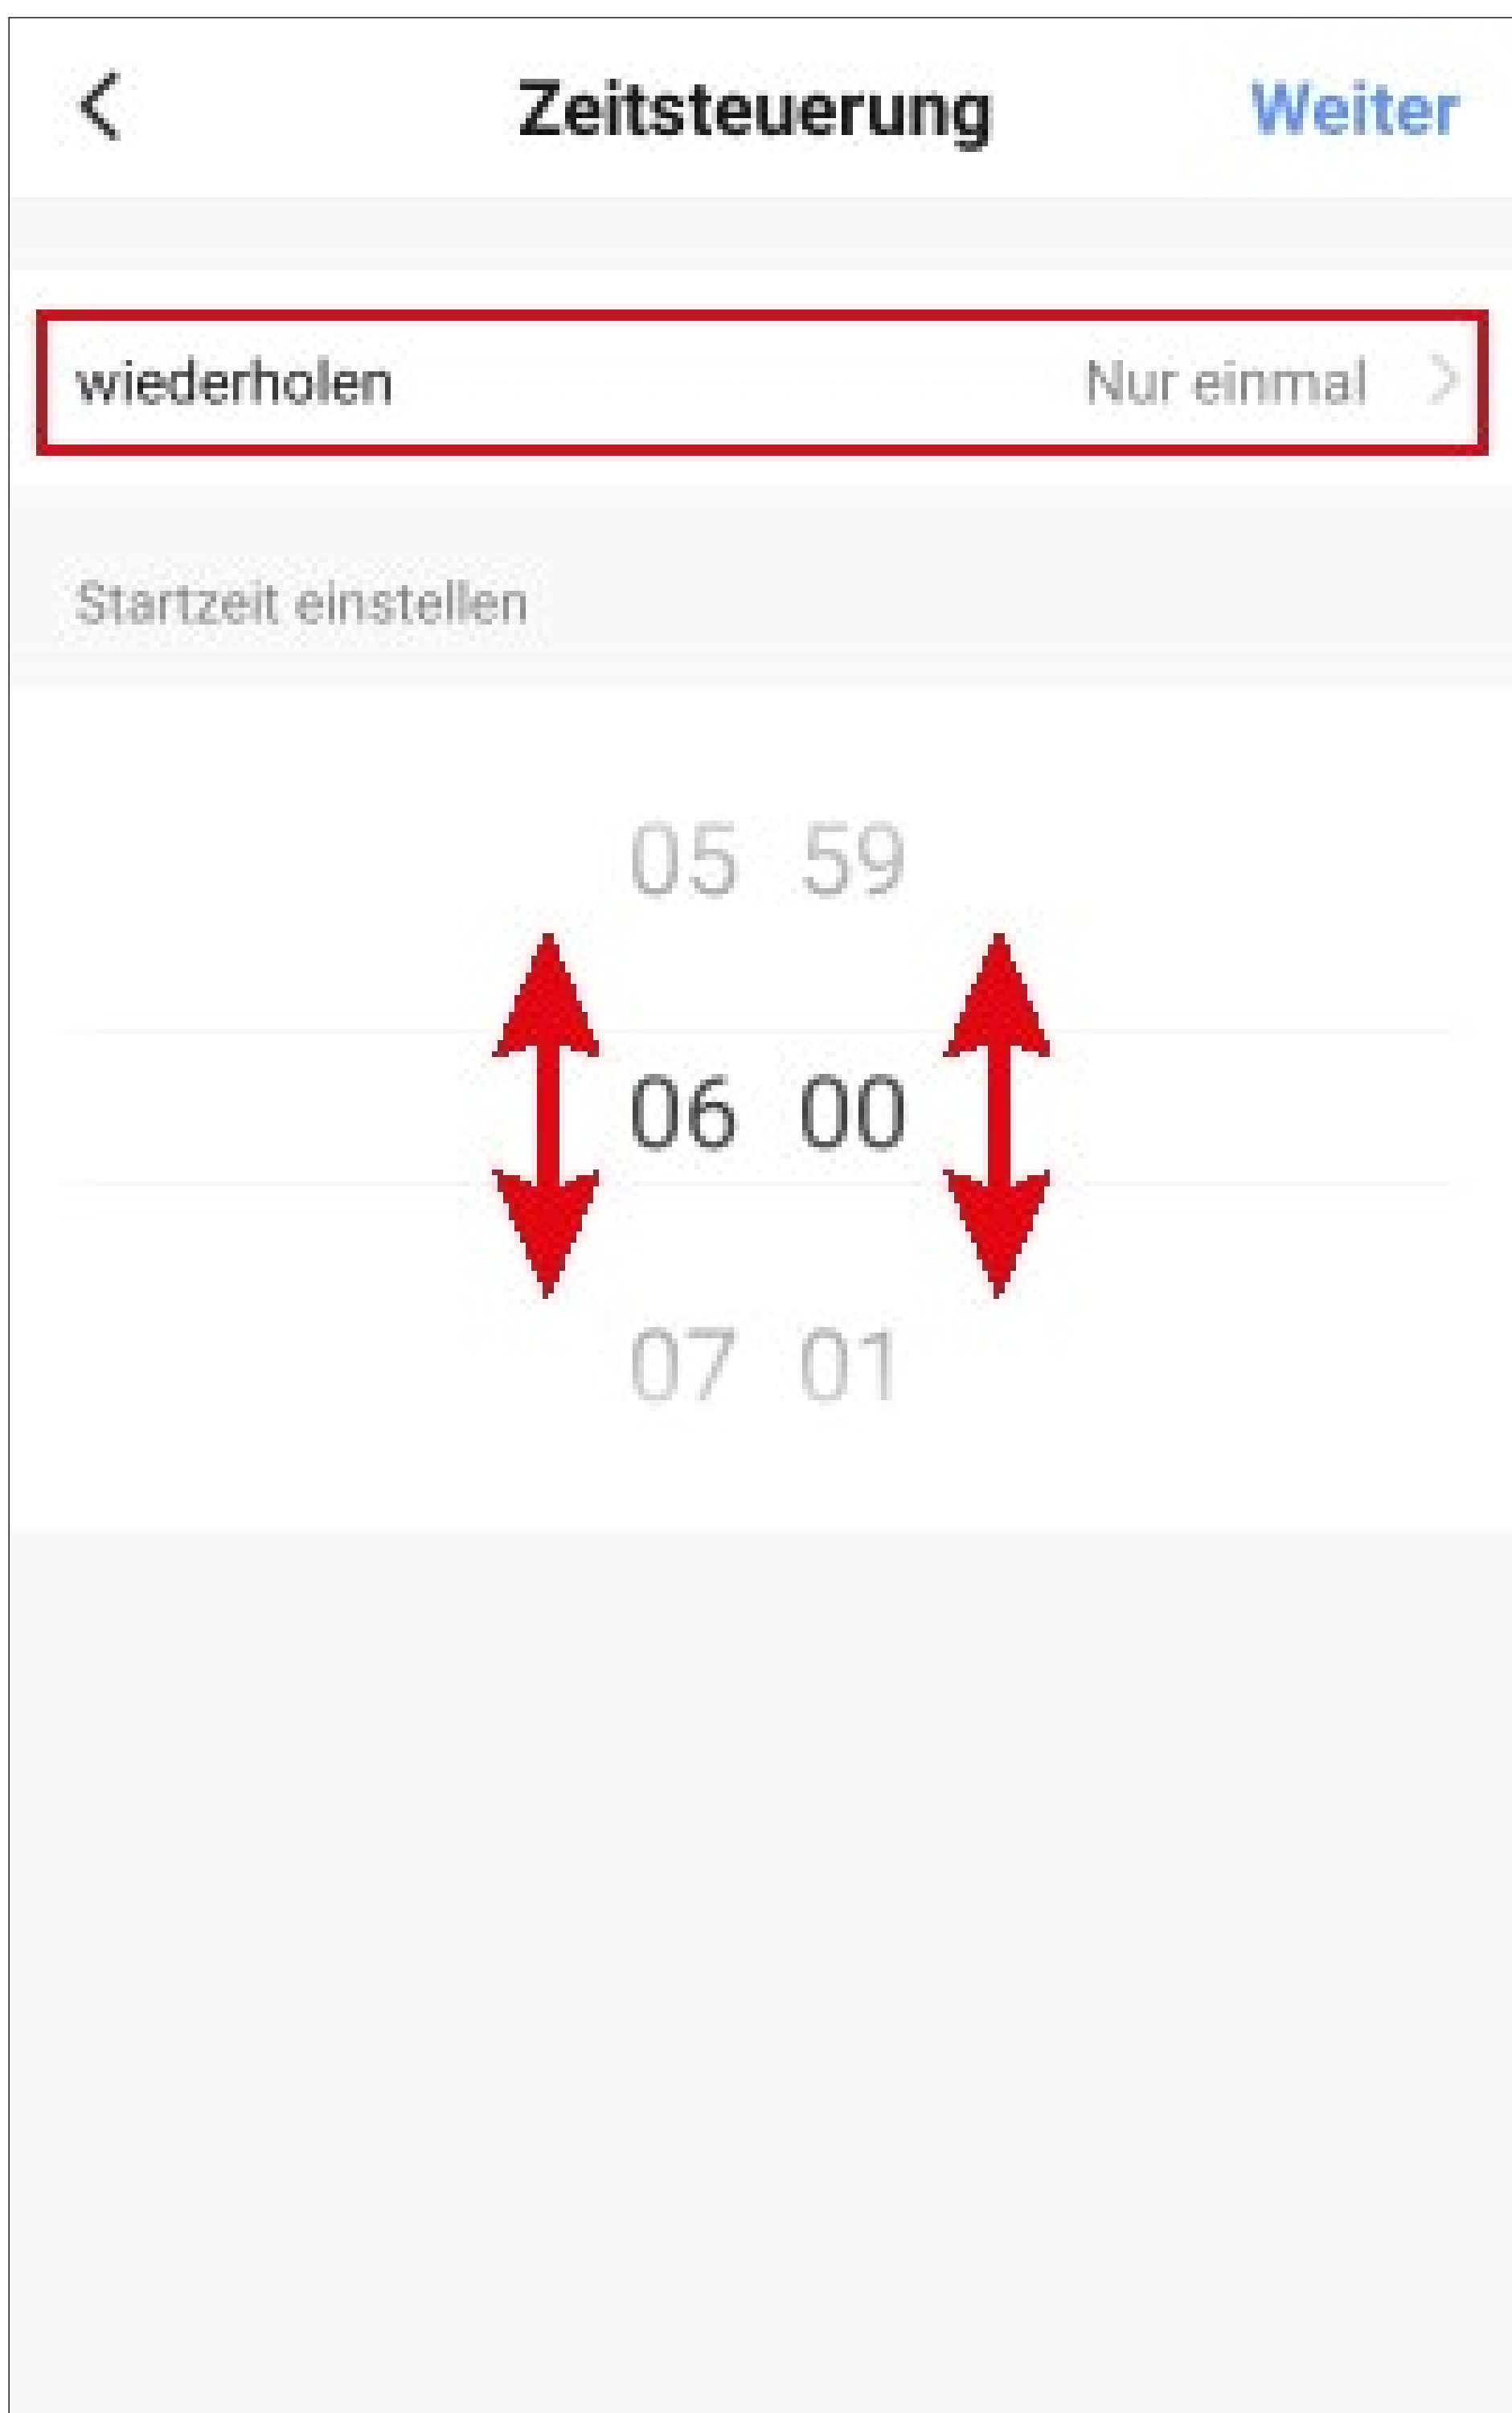 Zeitsteuerung Weiter
wiederholen Nur einmal
Startzeit einstellen
05 59
06 00
07 01